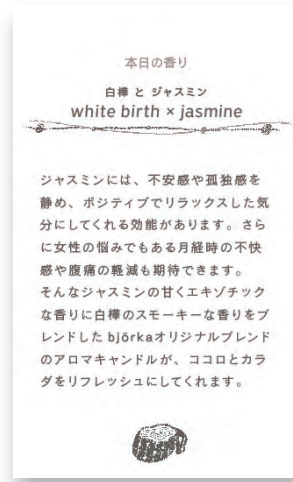 本日の香り
白樺 と ジャスミン
white birth × jasmine
ジャスミンには、不安感や孤独感を
静め、ポジティブでリラックスした気
分にしてくれる効能があります。さら
に女性の悩みでもある月経時の不快
感や腹痛の軽減も期待できます。
そんなジャスミンの甘くエキゾチック
な香りに白樺のスモーキーな香りをブ
レンドした björkaオリジナルブレンド
のアロマキャンドルが、ココロとカラ
ダをリフレッシュにしてくれます。